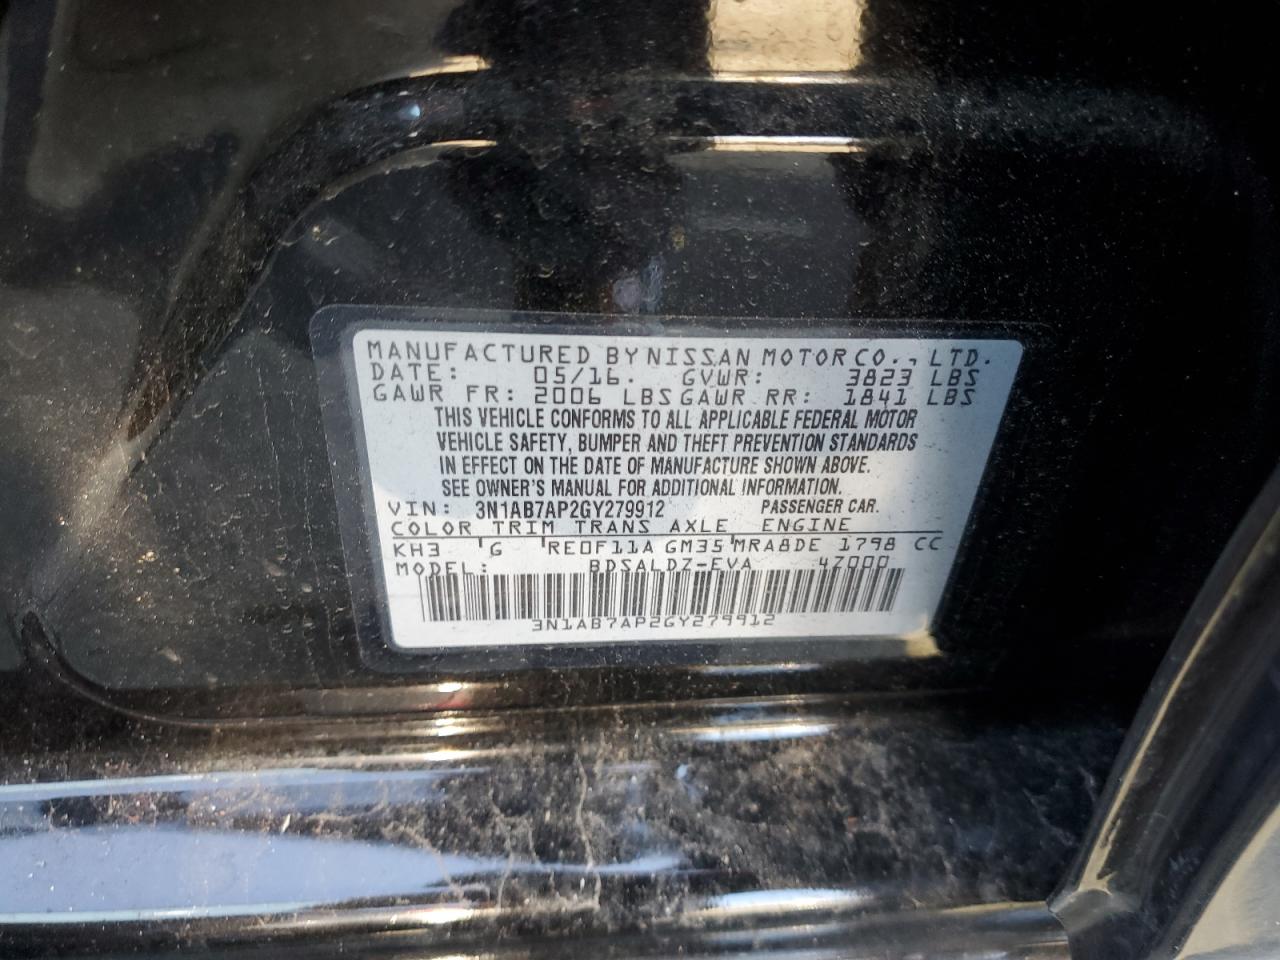 MANUFACTURED BY NISSAN MOTOR CO., LTD.
DATE: 05/16. GVWR: 3823 LBS
GAWR FR: 2006 LBS GAWR RR: 1841 LBS
THIS VEHICLE CONFORMS TO ALL APPLICABLE FEDERAL MOTOR
VEHICLE SAFETY, BUMPER AND THEFT PREVENTION STANDARDS
IN EFFECT ON THE DATE OF MANUFACTURE SHOWN ABOVE.
SEE OWNER'S MANUAL FOR ADDITIONAL INFORMATION.
VIN: 3N1AB7AP2GY279912 PASSENGER CAR.
COLOR TRIM TRANS AXLE ENGINE
KH3 G RE0F11A GM35 MRA8DE 1798 CC
MODEL: BDSALDZ-EVA 4Z000
3N1AB7AP2GY279912